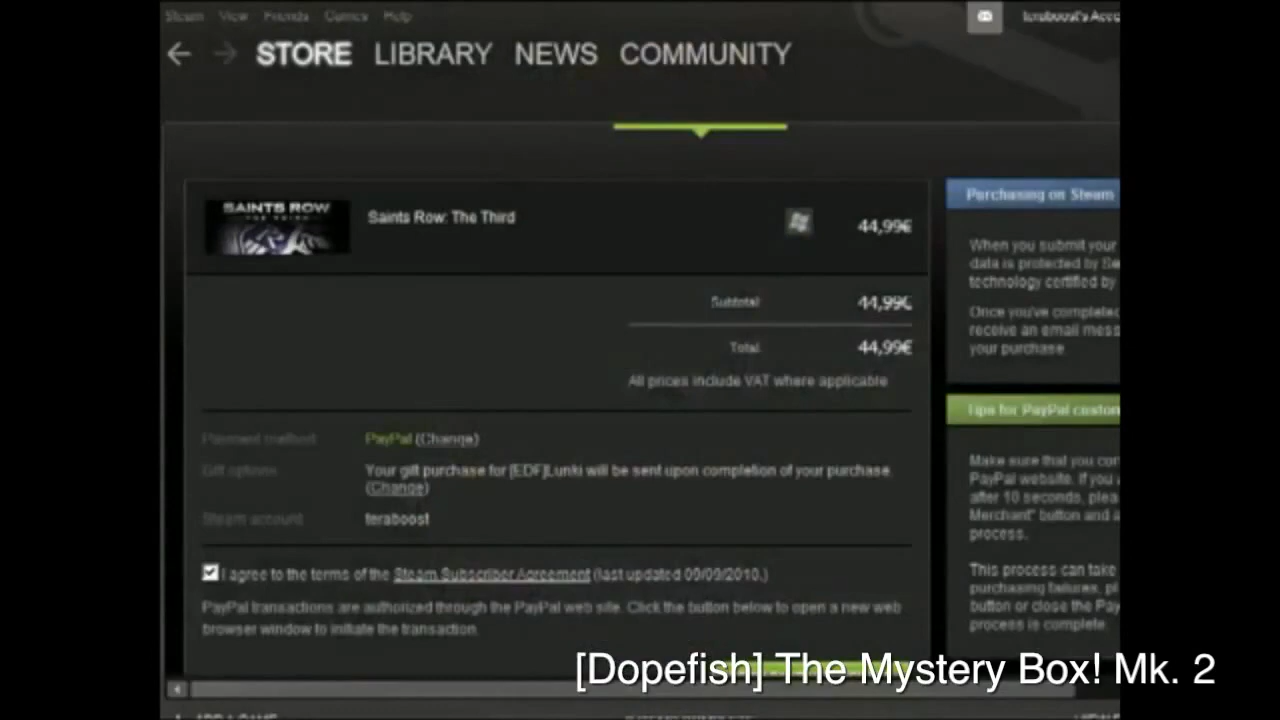 Steam View Friends Games Help
teraboost's Acco
STORE LIBRARY NEWS COMMUNITY
SAINTS ROW
THE THIRD
Saints Row: The Third
44,99€
Subtotal: 44,99€
Total: 44,99€
All prices include VAT where applicable
Payment method: PayPal (Change)
Gift options: Your gift purchase for [EDF]Lunki will be sent upon completion of your purchase.
(Change)
Steam account: teraboost
I agree to the terms of the Steam Subscriber Agreement (last updated 09/09/2010.)
PayPal transactions are authorized through the PayPal web site. Click the button below to open a new web
browser window to initiate the transaction.
Purchasing on Steam
When you submit your
data is protected by Se
technology certified by
Once you've completed
receive an email mess
your purchase
Tips for PayPal custom
Make sure that you con
PayPal website. If you
after 10 seconds, plea
Merchant" button and a
process.
This process can take
purchasing failures, pl
button or close the Pay
process is complete.
[Dopefish] The Mystery Box! Mk. 2